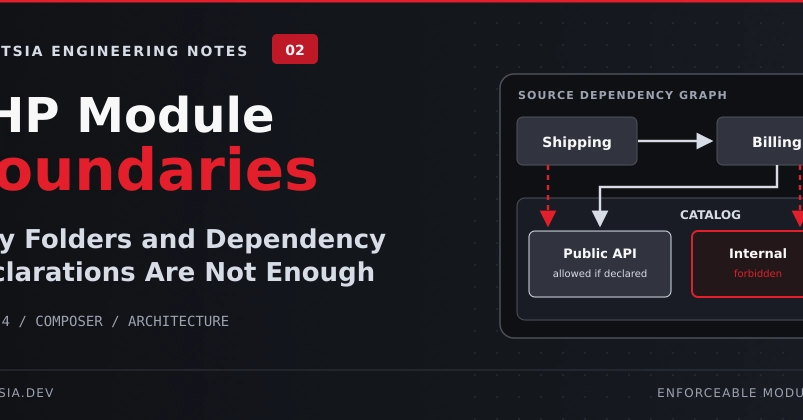 TSIA ENGINEERING NOTES 02
HP Module
oundaries
y Folders and Dependency
clarations Are Not Enough
4 / COMPOSER / ARCHITECTURE
SIA.DEV
SOURCE DEPENDENCY GRAPH
Shipping
Billing
CATALOG
Public API
allowed if declared
Internal
forbidden
ENFORCEABLE MODU